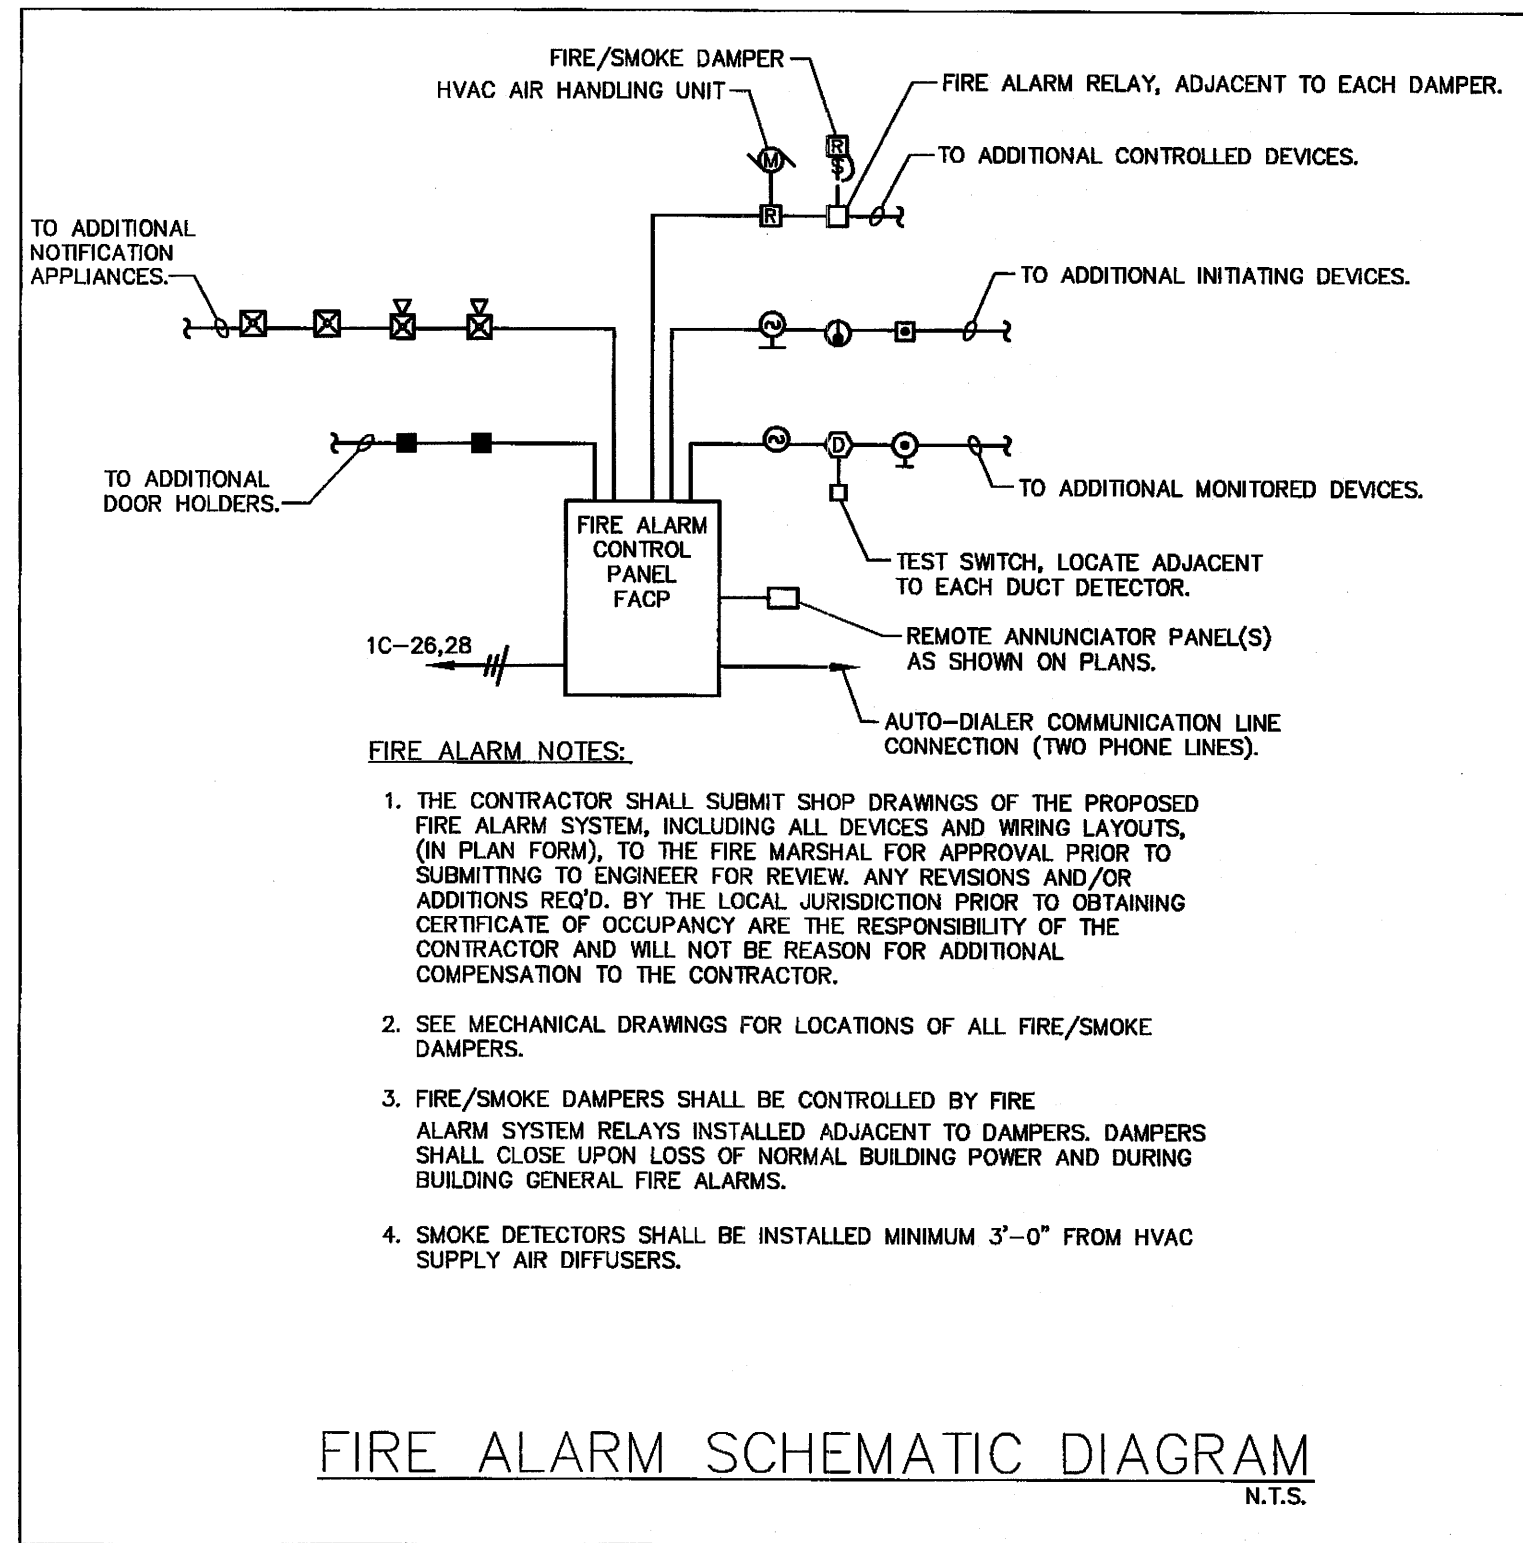 FIRE/SMOKE DAMPER
HVAC AIR HANDLING UNIT
FIRE ALARM RELAY, ADJACENT TO EACH DAMPER.
R
S
M
TO ADDITIONAL CONTROLLED DEVICES.
R
TO ADDITIONAL
NOTIFICATION
APPLIANCES.
TO ADDITIONAL INITIATING DEVICES.
D
TO ADDITIONAL
DOOR HOLDERS.
TO ADDITIONAL MONITORED DEVICES.
FIRE ALARM
CONTROL
PANEL
FACP
TEST SWITCH, LOCATE ADJACENT
TO EACH DUCT DETECTOR.
1C-26,28
REMOTE ANNUNCIATOR PANEL(S)
AS SHOWN ON PLANS.
AUTO-DIALER COMMUNICATION LINE
CONNECTION (TWO PHONE LINES).
FIRE ALARM NOTES:
1. THE CONTRACTOR SHALL SUBMIT SHOP DRAWINGS OF THE PROPOSED
FIRE ALARM SYSTEM, INCLUDING ALL DEVICES AND WIRING LAYOUTS,
(IN PLAN FORM), TO THE FIRE MARSHAL FOR APPROVAL PRIOR TO
SUBMITTING TO ENGINEER FOR REVIEW. ANY REVISIONS AND/OR
ADDITIONS REQ'D. BY THE LOCAL JURISDICTION PRIOR TO OBTAINING
CERTIFICATE OF OCCUPANCY ARE THE RESPONSIBILITY OF THE
CONTRACTOR AND WILL NOT BE REASON FOR ADDITIONAL
COMPENSATION TO THE CONTRACTOR.
2. SEE MECHANICAL DRAWINGS FOR LOCATIONS OF ALL FIRE/SMOKE
DAMPERS.
3. FIRE/SMOKE DAMPERS SHALL BE CONTROLLED BY FIRE
ALARM SYSTEM RELAYS INSTALLED ADJACENT TO DAMPERS. DAMPERS
SHALL CLOSE UPON LOSS OF NORMAL BUILDING POWER AND DURING
BUILDING GENERAL FIRE ALARMS.
4. SMOKE DETECTORS SHALL BE INSTALLED MINIMUM 3'-0" FROM HVAC
SUPPLY AIR DIFFUSERS.
FIRE ALARM SCHEMATIC DIAGRAM
N.T.S.